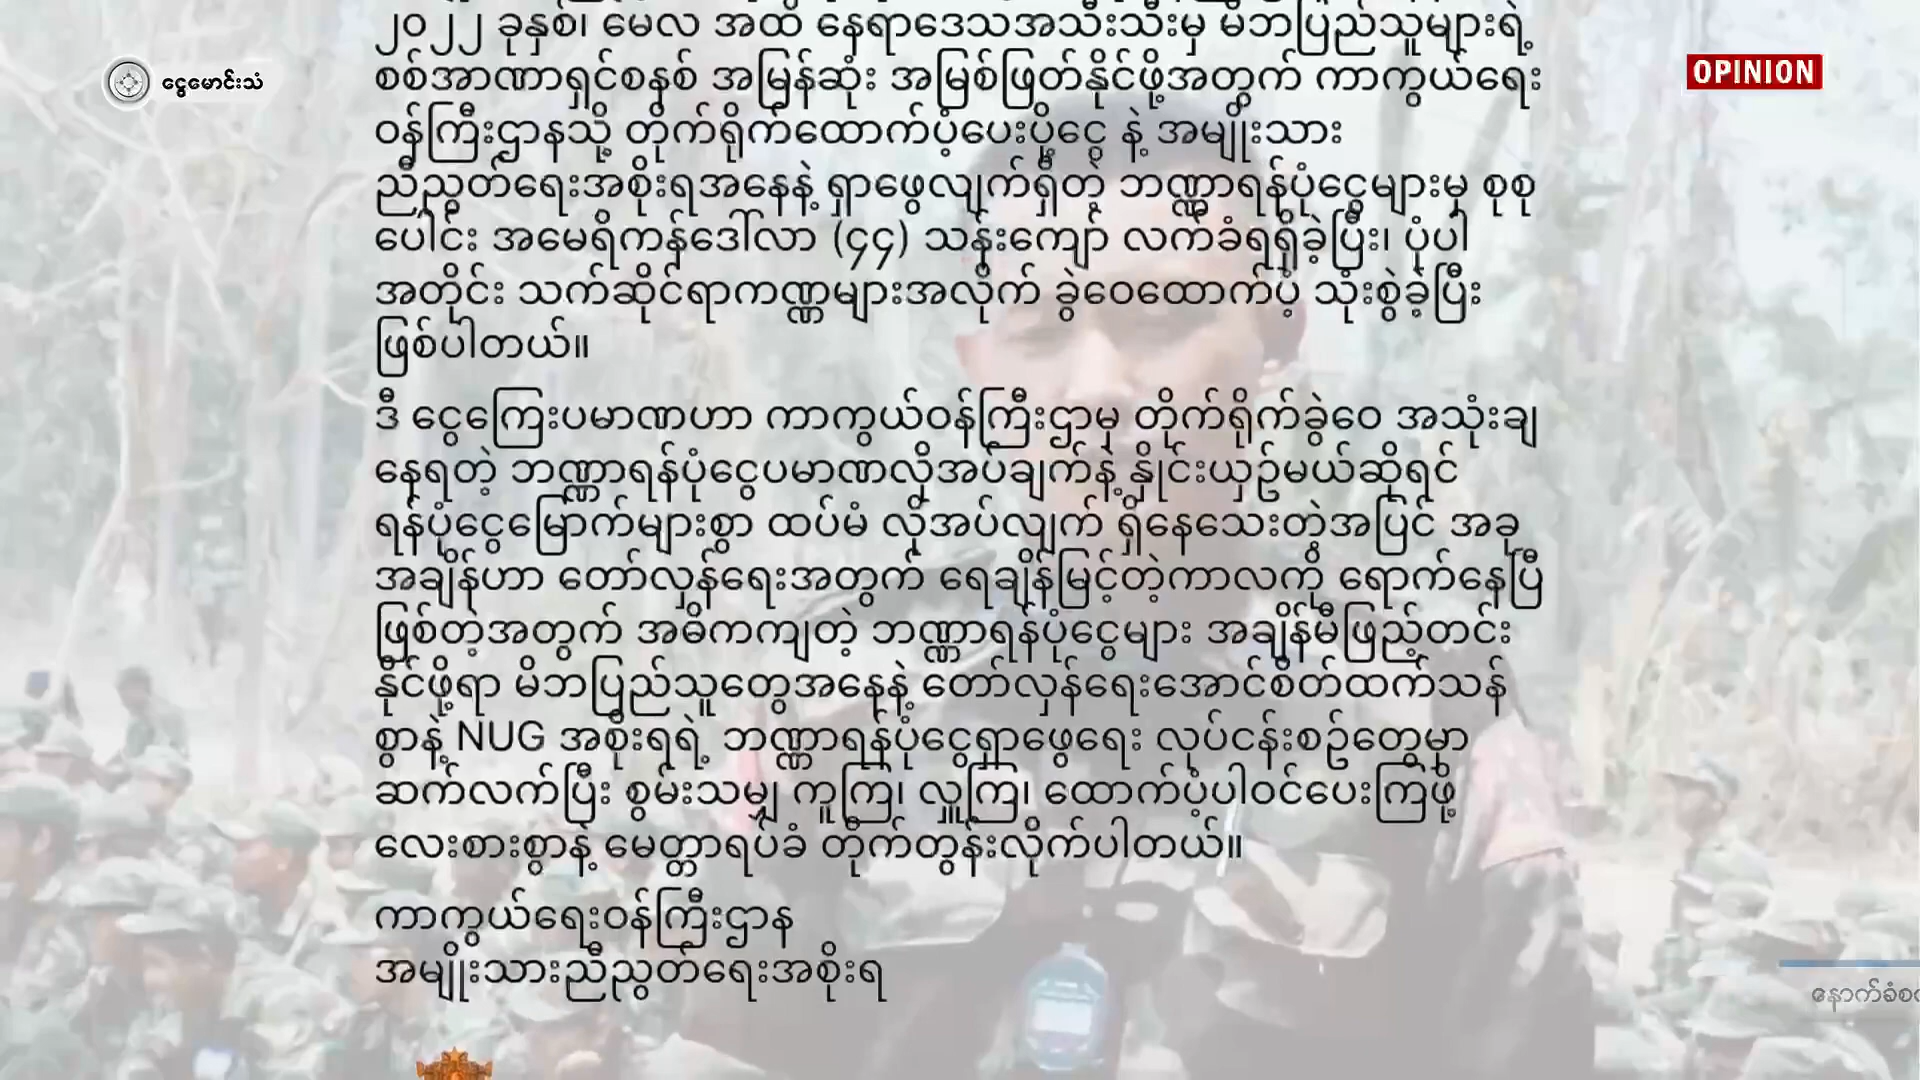 ၂၀၂၂ ခုနှစ်၊ မေလ အထိ နေရာဒေသအသီးသီးမှ မိဘပြည်သူများရဲ့
ငွေမောင်းသံ
OPINION
စစ်အာဏာရှင်စနစ် အမြန်ဆုံး အမြစ်ဖြတ်နိုင်ဖို့အတွက် ကာကွယ်ရေး
ဝန်ကြီးဌာနသို့ တိုက်ရိုက်ထောက်ပံ့ပေးပို့ငွေ နဲ့ အမျိုးသား
ညီညွတ်ရေးအစိုးရအနေနဲ့ ရှာဖွေလျက်ရှိတဲ့ ဘဏ္ဍာရန်ပုံငွေများမှ စုစု
ပေါင်း အမေရိကန်ဒေါ်လာ (၄၄) သန်းကျော် လက်ခံရရှိခဲ့ပြီး၊ ပုံပါ
အတိုင်း သက်ဆိုင်ရာကဏ္ဍများအလိုက် ခွဲဝေထောက်ပံ့ သုံးစွဲခဲ့ပြီး
ဖြစ်ပါတယ်။
ဒီ ငွေကြေးပမာဏဟာ ကာကွယ်ဝန်ကြီးဌာမှ တိုက်ရိုက်ခွဲဝေ အသုံးချ
နေရတဲ့ ဘဏ္ဍာရန်ပုံငွေပမာဏလိုအပ်ချက်နဲ့ နှိုင်းယှဉ်မယ်ဆိုရင်
ရန်ပုံငွေမြောက်များစွာ ထပ်မံ လိုအပ်လျက် ရှိနေသေးတဲ့အပြင် အခု
အချိန်ဟာ တော်လှန်ရေးအတွက် ရေချိန်မြင့်တဲ့ကာလကို ရောက်နေပြီ
ဖြစ်တဲ့အတွက် အဓိကကျတဲ့ ဘဏ္ဍာရန်ပုံငွေများ အချိန်မီဖြည့်တင်း
နိုင်ဖို့ရာ မိဘပြည်သူတွေအနေနဲ့ တော်လှန်ရေးအောင်စိတ်ထက်သန်
စွာနဲ့ NUG အစိုးရရဲ့ ဘဏ္ဍာရန်ပုံငွေရှာဖွေရေး လုပ်ငန်းစဉ်တွေမှာ
ဆက်လက်ပြီး စွမ်းသမျှ ကူကြ၊ လှူကြ၊ ထောက်ပံ့ပါဝင်ပေးကြဖို့
လေးစားစွာနဲ့ မေတ္တာရပ်ခံ တိုက်တွန်းလိုက်ပါတယ်။
ကာကွယ်ရေးဝန်ကြီးဌာန
အမျိုးသားညီညွတ်ရေးအစိုးရ